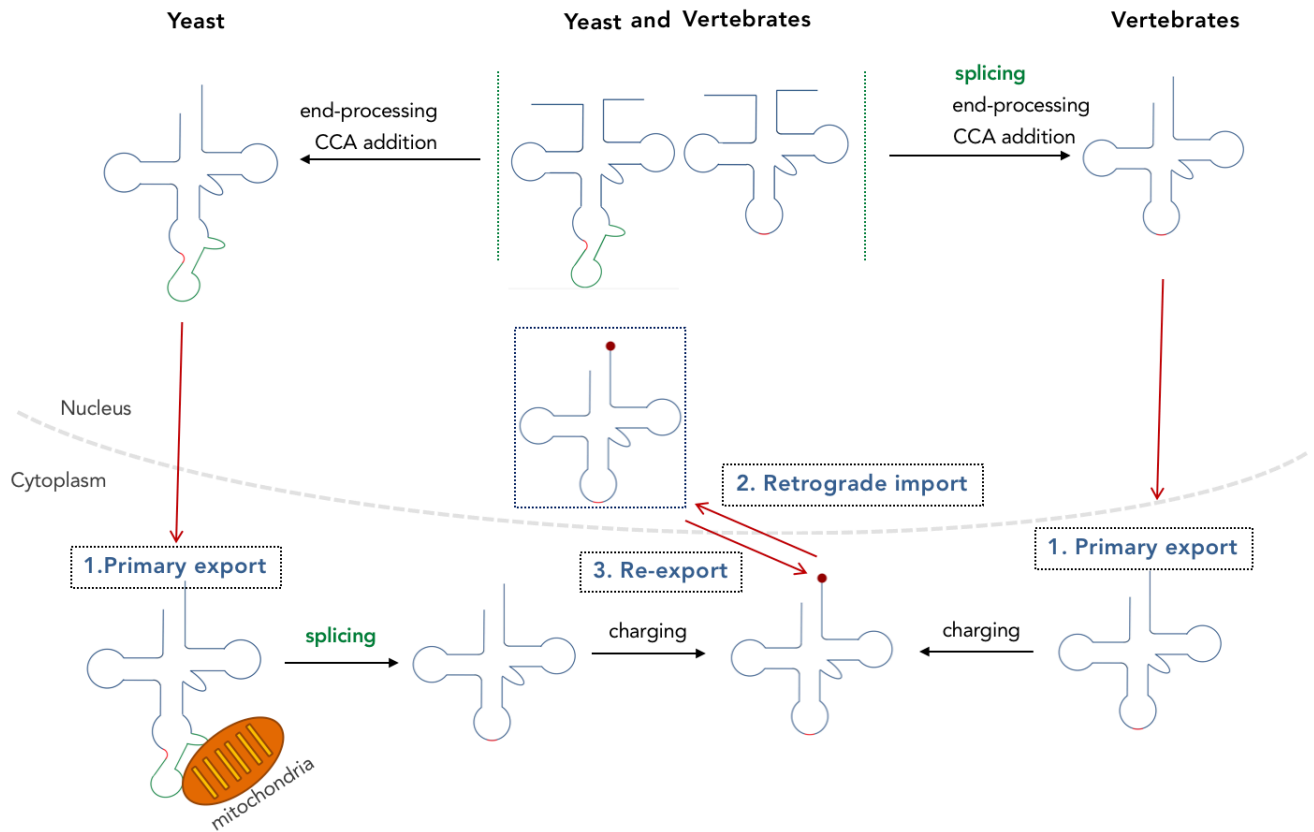 Yeast
Yeast and Vertebrates
Vertebrates
end-processing
CCA addition
splicing
end-processing
CCA addition
Nucleus
Cytoplasm
2. Retrograde import
1.Primary export
3. Re-export
1. Primary export
splicing
charging
charging
mitochondria